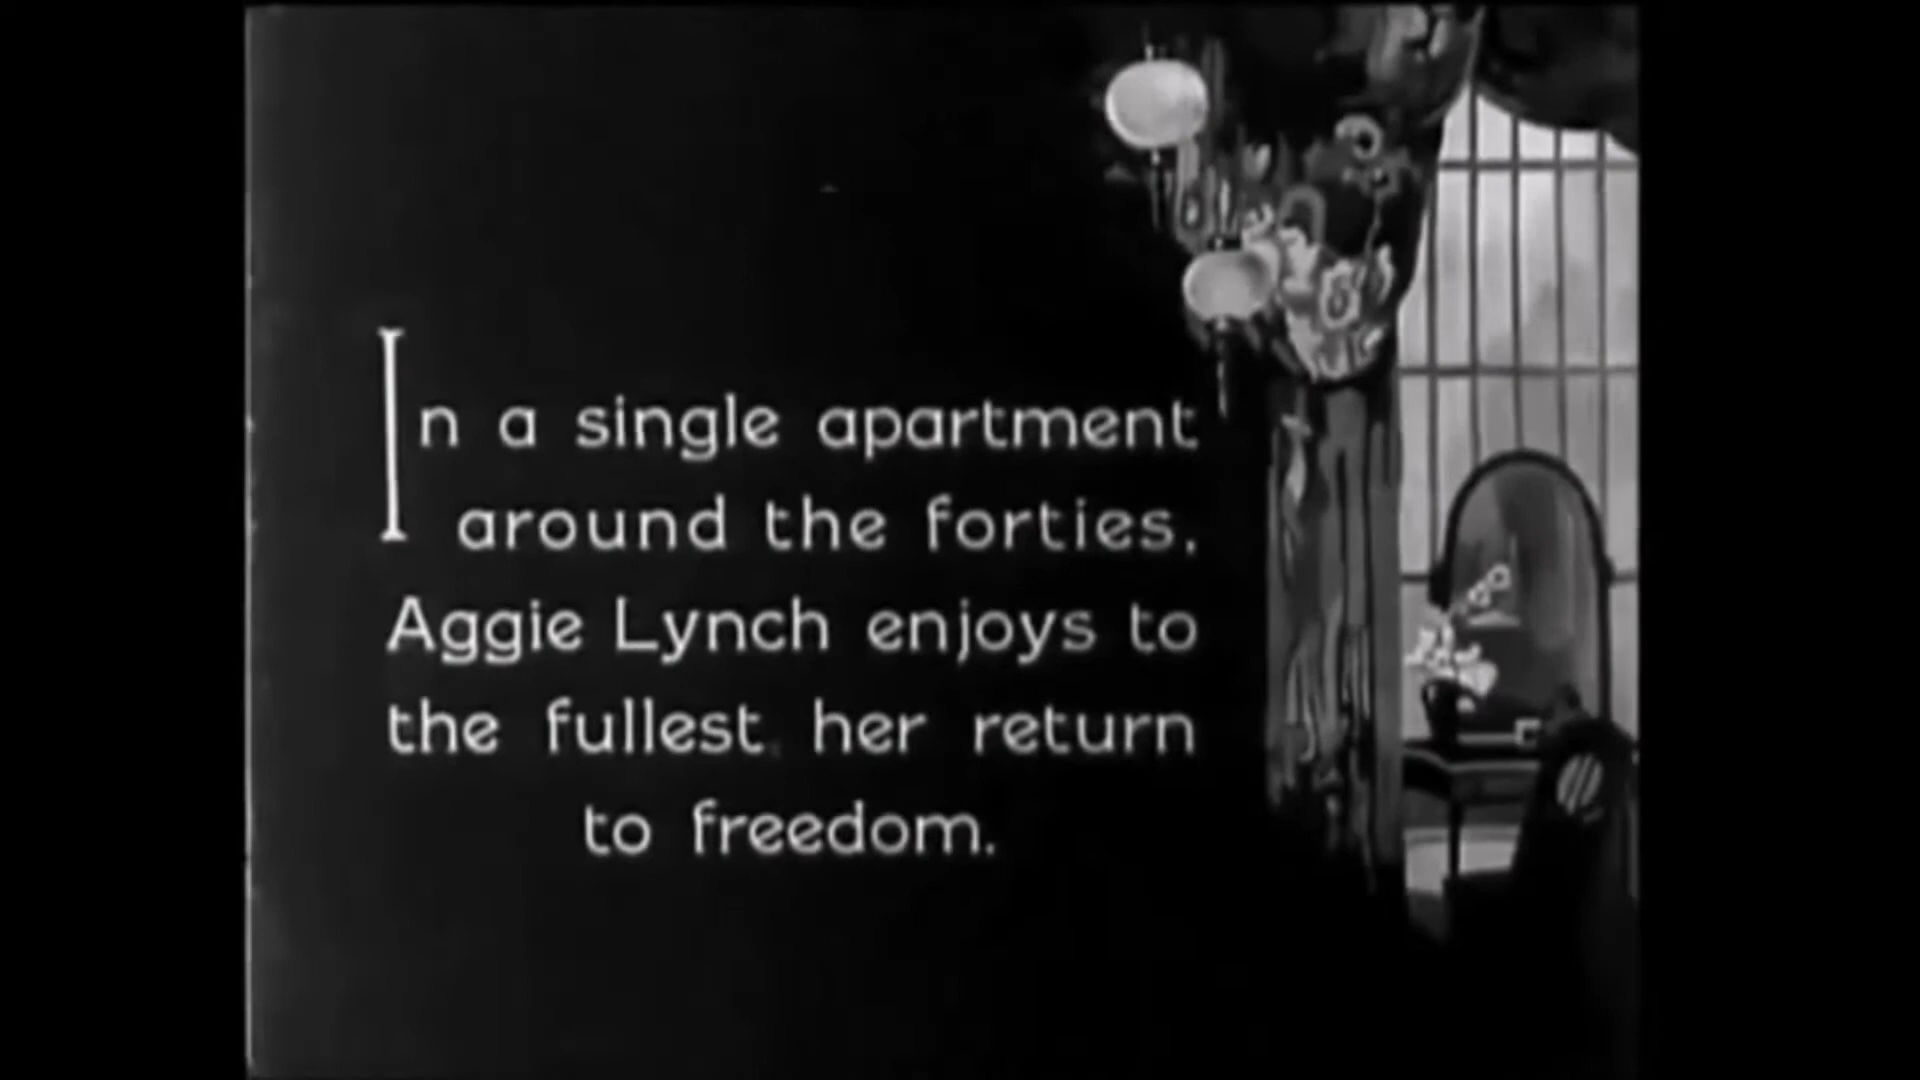 In a single apartment
around the forties,
Aggie Lynch enjoys to
the fullest her return
to freedom.